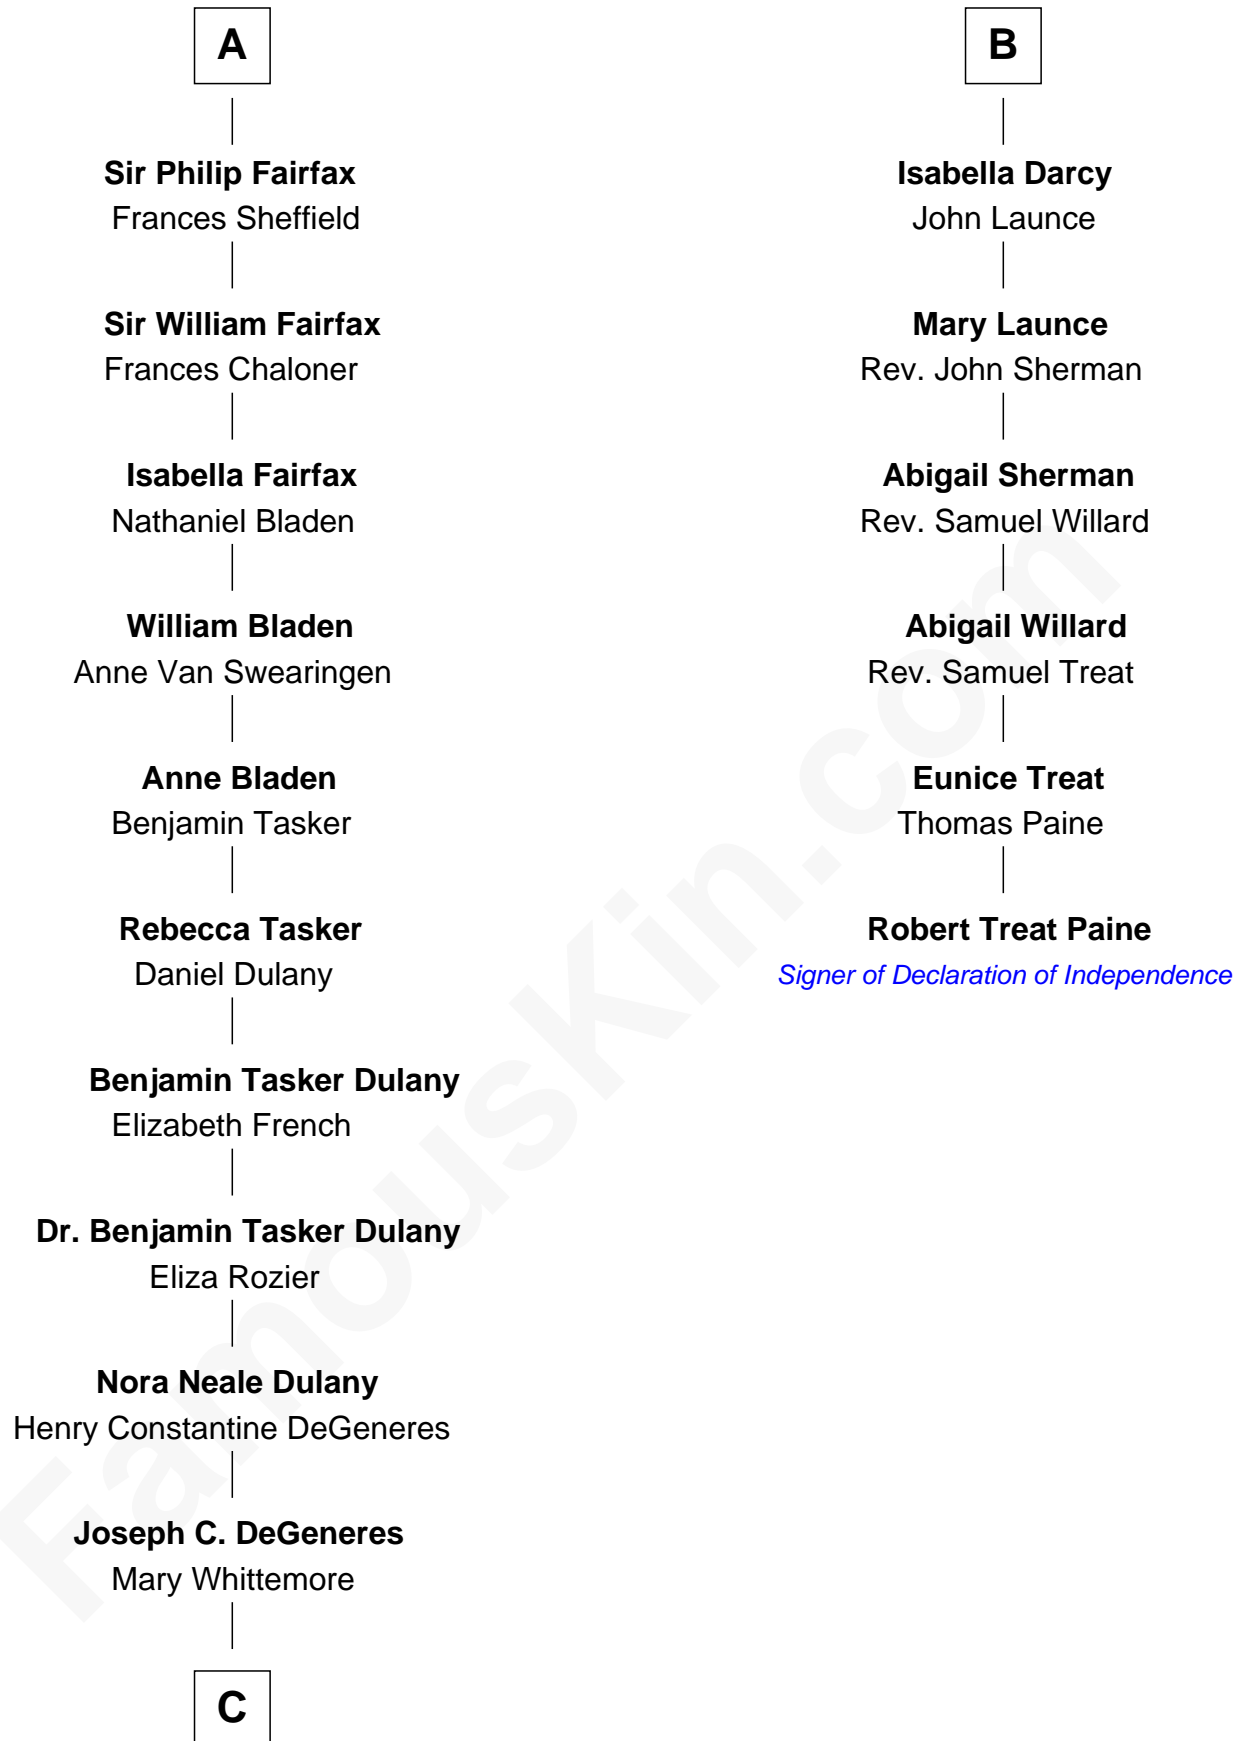 A
Sir Philip Fairfax
Frances Sheffield
Sir William Fairfax
Frances Chaloner
Isabella Fairfax
Nathaniel Bladen
William Bladen
Anne Van Swearingen
Anne Bladen
Benjamin Tasker
Rebecca Tasker
Daniel Dulany
Benjamin Tasker Dulany
Elizabeth French
Dr. Benjamin Tasker Dulany
Eliza Rozier
Nora Neale Dulany
Henry Constantine DeGeneres
Joseph C. DeGeneres
Mary Whittemore
C
B
Isabella Darcy
John Launce
Mary Launce
Rev. John Sherman
Abigail Sherman
Rev. Samuel Willard
Abigail Willard
Rev. Samuel Treat
Eunice Treat
Thomas Paine
Robert Treat Paine
Signer of Declaration of Independence
FamousKin.com